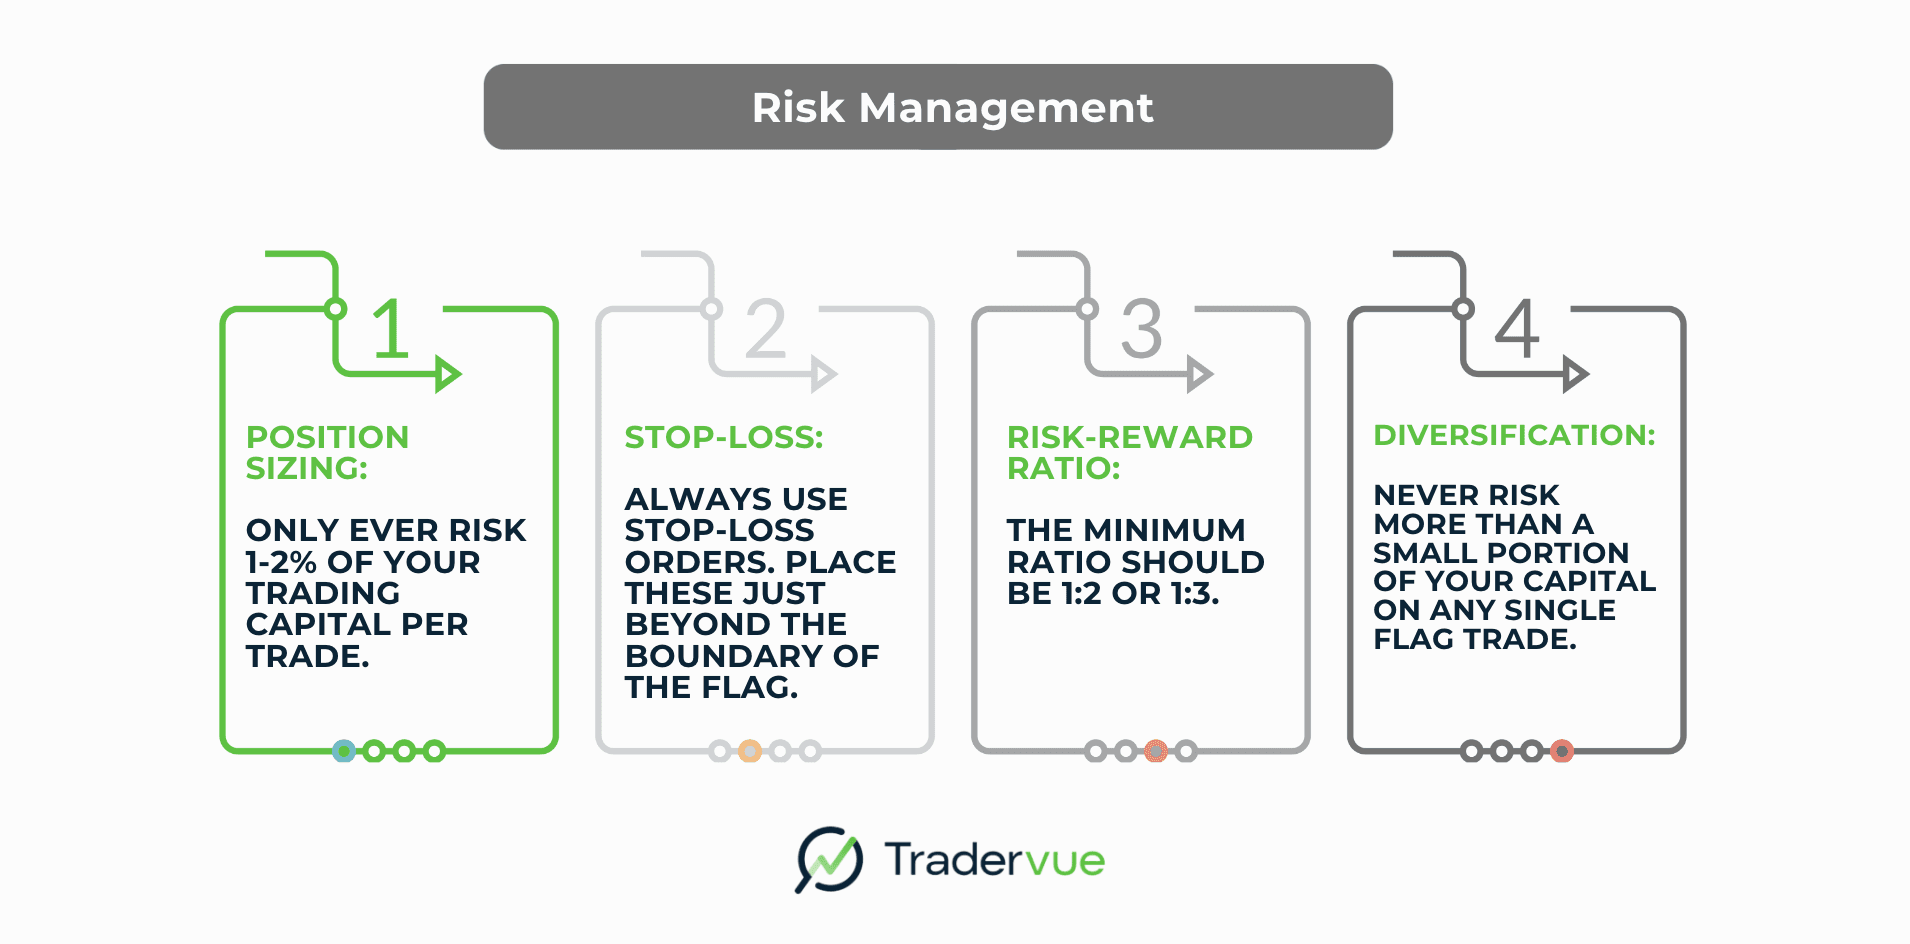 Risk Management
1
POSITION
SIZING:
ONLY EVER RISK
1-2% OF YOUR
TRADING
CAPITAL PER
TRADE.
2
STOP-LOSS:
ALWAYS USE
STOP-LOSS
ORDERS. PLACE
THESE JUST
BEYOND THE
BOUNDARY OF
THE FLAG.
3
RISK-REWARD
RATIO:
THE MINIMUM
RATIO SHOULD
BE 1:2 OR 1:3.
4
DIVERSIFICATION:
NEVER RISK
MORE THAN A
SMALL PORTION
OF YOUR CAPITAL
ON ANY SINGLE
FLAG TRADE.
Tradervue